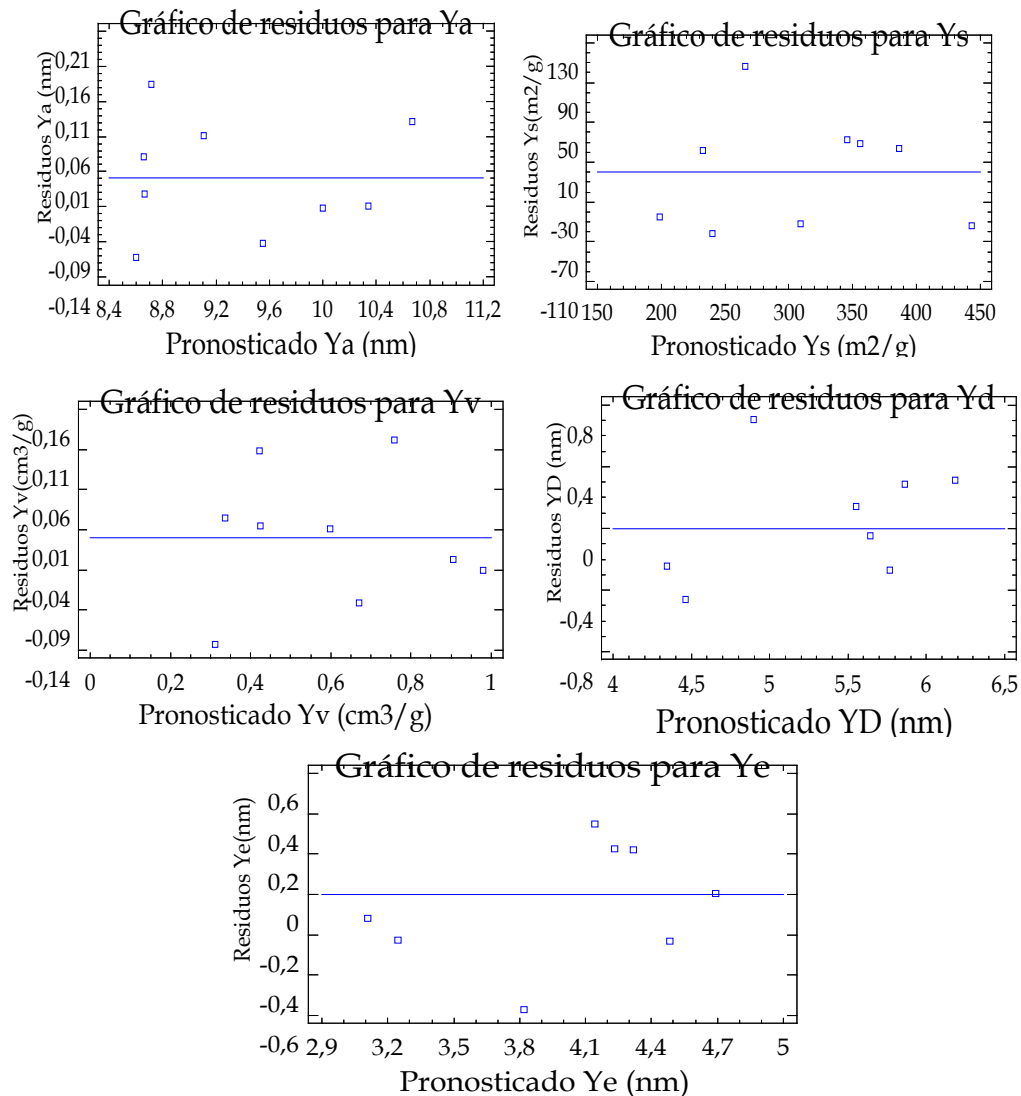 Gráfico de residuos para Ya
Residuos Ya (nm)
0,21
0,16
0,11
0,06
0,01
-0,04
-0,09
-0,14
8,4 8,8 9,2 9,6 10 10,4 10,8 11,2
Pronosticado Ya (nm)
Gráfico de residuos para Ys
Residuos Ys(m2/g)
130
90
50
10
-30
-70
-110
150 200 250 300 350 400 450
Pronosticado Ys (m2/g)
Gráfico de residuos para Yv
Residuos Yv(cm3/g)
0,16
0,11
0,06
0,01
-0,04
-0,09
-0,14
0 0,2 0,4 0,6 0,8 1
Pronosticado Yv (cm3/g)
Gráfico de residuos para Yd
Residuos YD (nm)
0,8
0,4
0
-0,4
-0,8
4 4,5 5 5,5 6 6,5
Pronosticado YD (nm)
Gráfico de residuos para Ye
Residuos Ye(nm)
0,6
0,4
0,2
0
-0,2
-0,4
-0,6
2,9 3,2 3,5 3,8 4,1 4,4 4,7 5
Pronosticado Ye (nm)